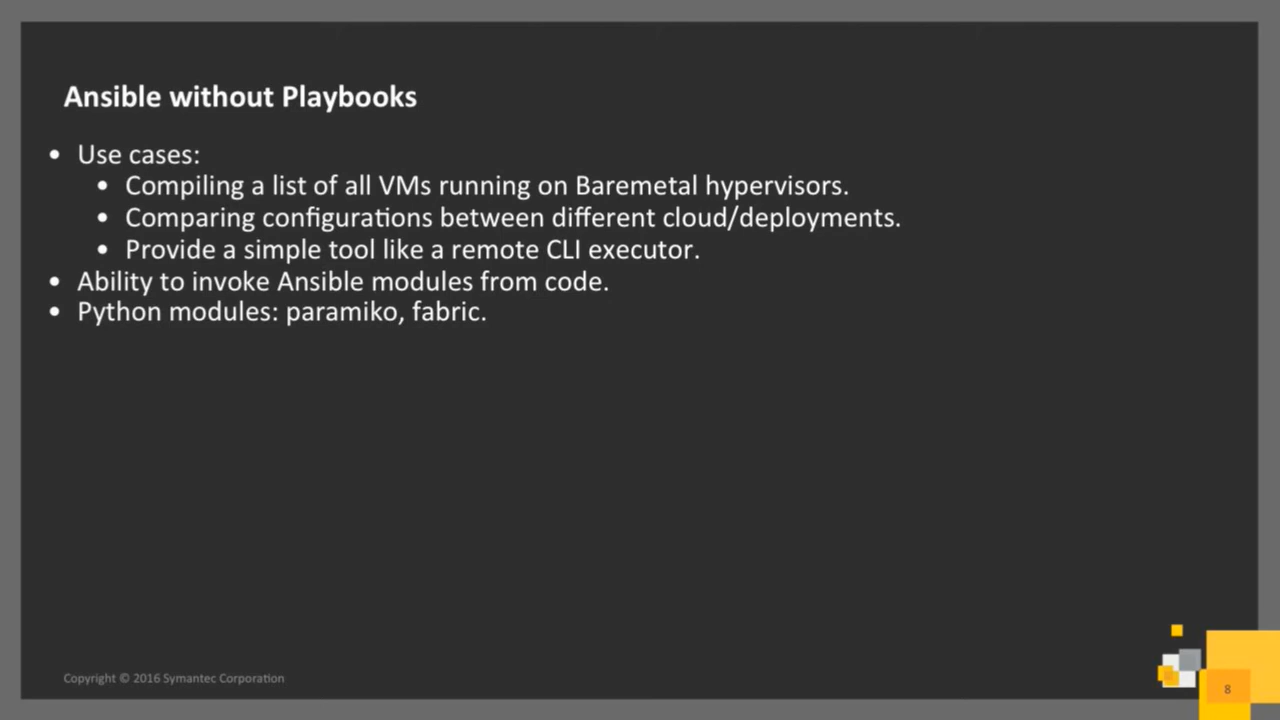 Ansible without Playbooks
• Use cases:
• Compiling a list of all VMs running on Baremetal hypervisors.
• Comparing configurations between different cloud/deployments.
• Provide a simple tool like a remote CLI executor.
• Ability to invoke Ansible modules from code.
• Python modules: paramiko, fabric.
Copyright © 2016 Symantec Corporation
8